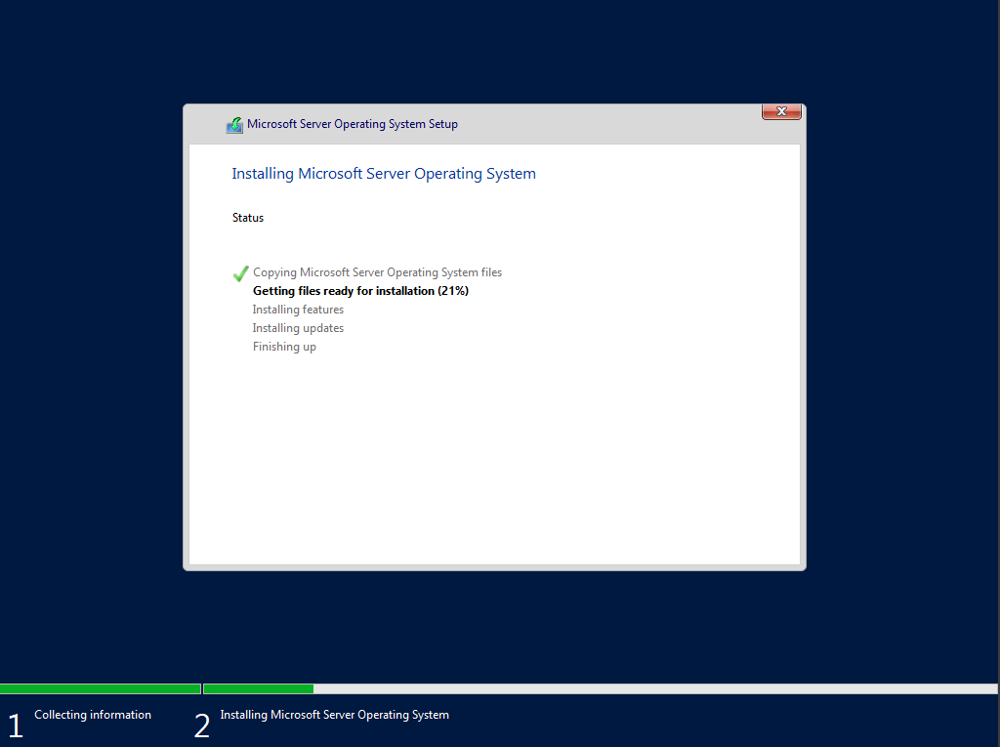 Microsoft Server Operating System Setup
Installing Microsoft Server Operating System
Status
Copying Microsoft Server Operating System files
Getting files ready for installation (21%)
Installing features
Installing updates
Finishing up
1 Collecting information
2 Installing Microsoft Server Operating System